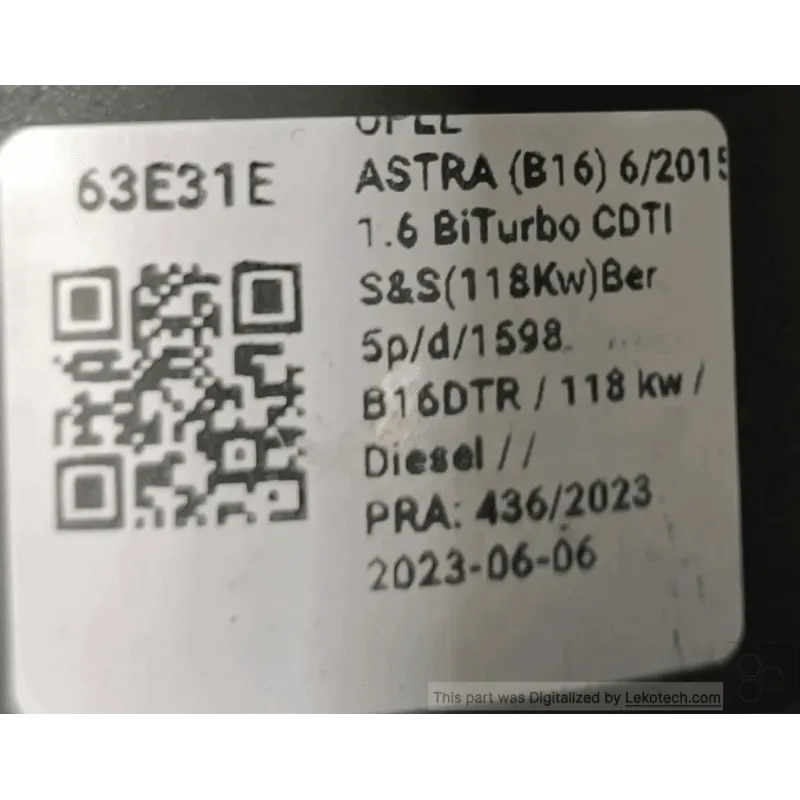 63E31E
OPEL
ASTRA (B16) 6/2015
1.6 BiTurbo CDTI
S&S(118Kw)Ber
5p/d/1598
B16DTR / 118 kw /
Diesel / /
PRA: 436/2023
2023-06-06
This part was Digitalized by Lekotech.com